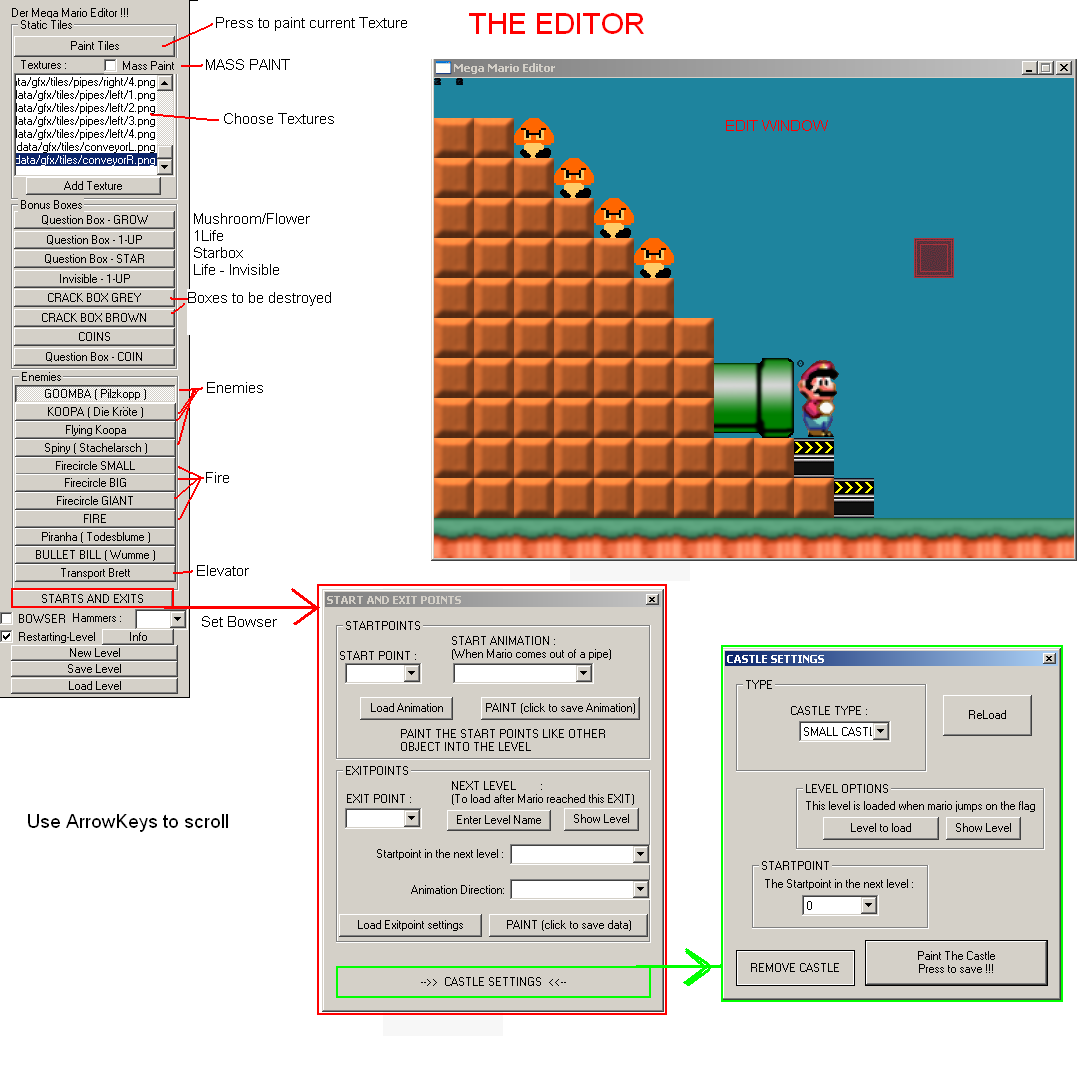 THE EDITOR
Der Mega Mario Editor !!!
Static Tiles
Paint Tiles
Press to paint current Texture
Textures :
Mass Paint
MASS PAINT
ata/gfx/tiles/pipes/right/4.png
lata/gfx/tiles/pipes/left/1.png
lata/gfx/tiles/pipes/left/2.png
lata/gfx/tiles/pipes/left/3.png
lata/gfx/tiles/pipes/left/4.png
data/gfx/tiles/conveyorL.png
data/gfx/tiles/conveyorR.png
Choose Textures
Add Texture
Bonus Boxes
Question Box - GROW
Question Box - 1-UP
Question Box - STAR
Invisible - 1-UP
CRACK BOX GREY
CRACK BOX BROWN
COINS
Question Box - COIN
Mushroom/Flower
1Life
Starbox
Life - Invisible
Boxes to be destroyed
Enemies
GOOMBA ( Pilzkopp )
KOOPA ( Die Kröte )
Flying Koopa
Spiny ( Stachelarsch )
Firecircle SMALL
Firecircle BIG
Firecircle GIANT
FIRE
Piranha ( Todesblume )
BULLET BILL ( Wumme )
Transport Brett
Enemies
Fire
Elevator
STARTS AND EXITS
BOWSER Hammers :
Set Bowser
Restarting-Level
Info
New Level
Save Level
Load Level
Use ArrowKeys to scroll
Mega Mario Editor
EDIT WINDOW
START AND EXIT POINTS
STARTPOINTS
START POINT :
START ANIMATION :
(When Mario comes out of a pipe)
Load Animation
PAINT (click to save Animation)
PAINT THE START POINTS LIKE OTHER
OBJECT INTO THE LEVEL
EXITPOINTS
EXIT POINT :
NEXT LEVEL :
(To load after Mario reached this EXIT)
Enter Level Name
Show Level
Startpoint in the next level :
Animation Direction:
Load Exitpoint settings
PAINT (click to save data)
-->> CASTLE SETTINGS <<--
CASTLE SETTINGS
TYPE
CASTLE TYPE :
SMALL CASTL
ReLoad
LEVEL OPTIONS
This level is loaded when mario jumps on the flag
Level to load
Show Level
STARTPOINT
The Startpoint in the next level :
0
REMOVE CASTLE
Paint The Castle
Press to save !!!